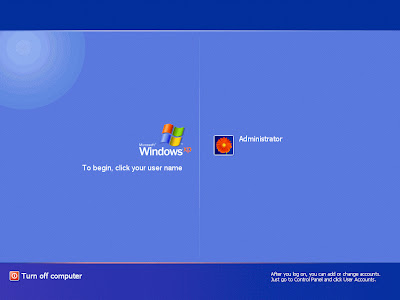 Microsoft
Windows xp
To begin, click your user name
Administrator
Turn off computer
After you log on, you can add or change accounts.
Just go to Control Panel and click User Accounts.